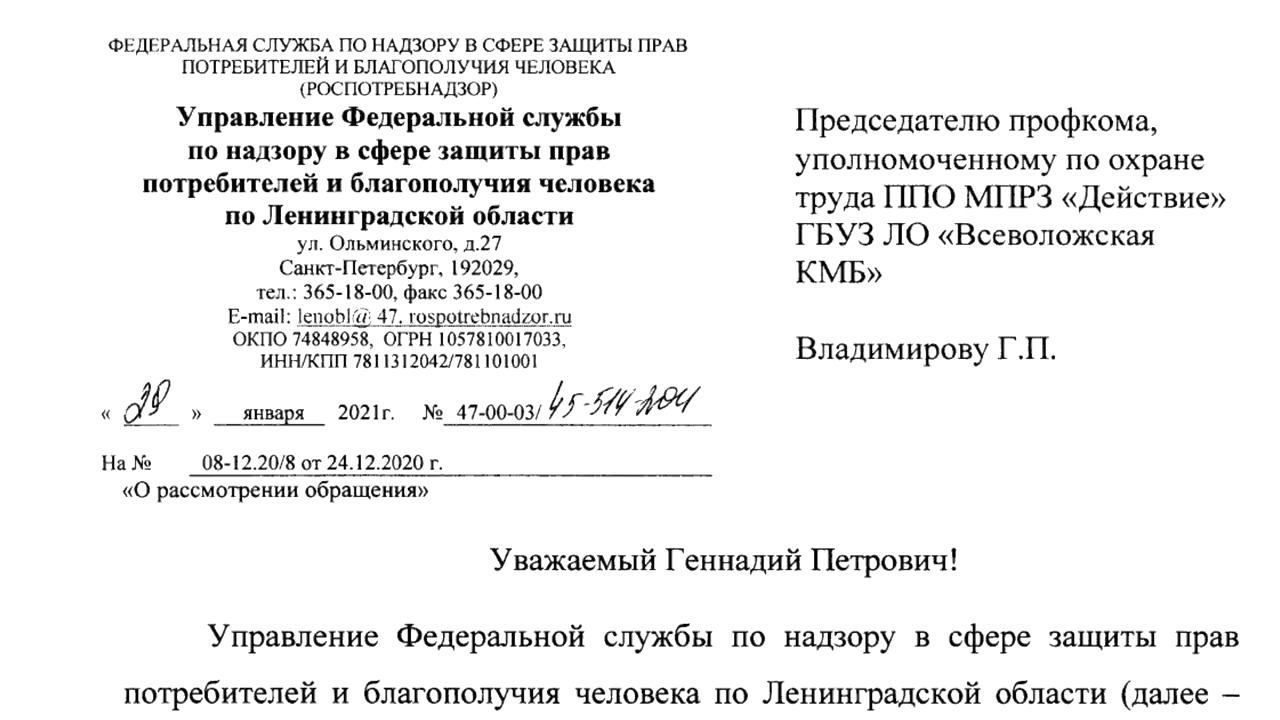 ФЕДЕРАЛЬНАЯ СЛУЖБА ПО НАДЗОРУ В СФЕРЕ ЗАЩИТЫ ПРАВ
ПОТРЕБИТЕЛЕЙ И БЛАГОПОЛУЧИЯ ЧЕЛОВЕКА
(РОСПОТРЕБНАДЗОР)
Управление Федеральной службы
по надзору в сфере защиты прав
потребителей и благополучия человека
по Ленинградской области
ул. Ольминского, д.27
Санкт-Петербург, 192029,
тел.: 365-18-00, факс 365-18-00
E-mail: lenobl@ 47. rospotrebnadzor.ru
ОКПО 74848958, ОГРН 1057810017033,
ИНН/КПП 7811312042/781101001
« 29 » января 2021г. № 47-00-03/
На № 08-12.20/8 от 24.12.2020 г.
«О рассмотрении обращения»
Председателю профкома,
уполномоченному по охране
труда ППО МПРЗ «Действие»
ГБУЗ ЛО «Всеволожская
КМБ»
Владимирову Г.П.
Уважаемый Геннадий Петрович!
Управление Федеральной службы по надзору в сфере защиты прав
потребителей и благополучия человека по Ленинградской области (далее –